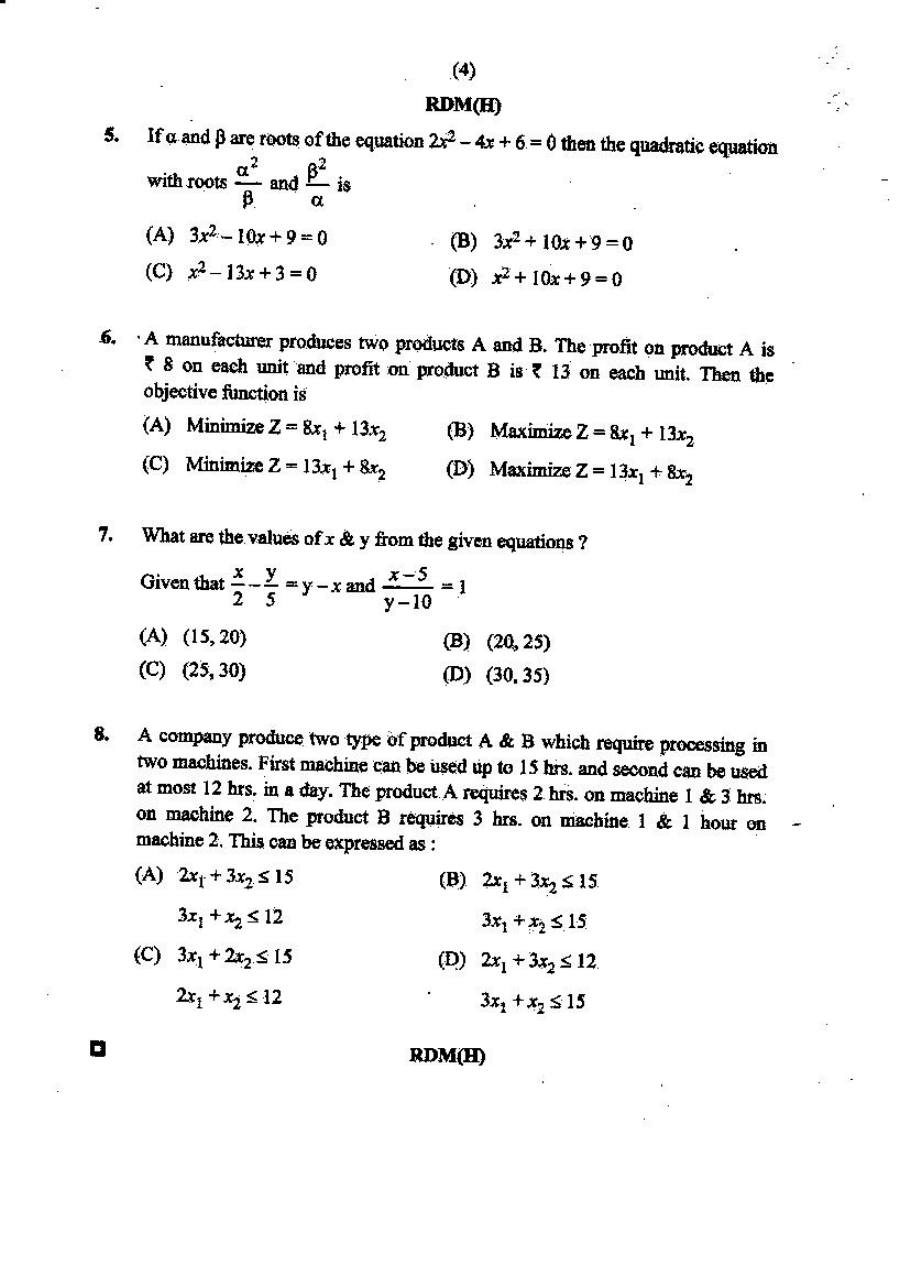 (4)
RDM(H)
5. If α and β are roots of the equation 2x² – 4x + 6 = 0 then the quadratic equation
with roots α²/β and β²/α is
(A) 3x² – 10x + 9 = 0 (B) 3x² + 10x + 9 = 0
(C) x² – 13x + 3 = 0 (D) x² + 10x + 9 = 0
6. A manufacturer produces two products A and B. The profit on product A is
₹ 8 on each unit and profit on product B is ₹ 13 on each unit. Then the
objective function is
(A) Minimize Z = 8x₁ + 13x₂ (B) Maximize Z = 8x₁ + 13x₂
(C) Minimize Z = 13x₁ + 8x₂ (D) Maximize Z = 13x₁ + 8x₂
7. What are the values of x & y from the given equations ?
Given that x/2 – y/5 = y – x and x–5/y–10 = 1
(A) (15, 20) (B) (20, 25)
(C) (25, 30) (D) (30, 35)
8. A company produce two type of product A & B which require processing in
two machines. First machine can be used up to 15 hrs. and second can be used
at most 12 hrs. in a day. The product A requires 2 hrs. on machine 1 & 3 hrs.
on machine 2. The product B requires 3 hrs. on machine 1 & 1 hour on
machine 2. This can be expressed as :
(A) 2x₁ + 3x₂ ≤ 15 (B) 2x₁ + 3x₂ ≤ 15
3x₁ + x₂ ≤ 12 3x₁ + x₂ ≤ 15
(C) 3x₁ + 2x₂ ≤ 15 (D) 2x₁ + 3x₂ ≤ 12
2x₁ + x₂ ≤ 12 3x₁ + x₂ ≤ 15
RDM(H)